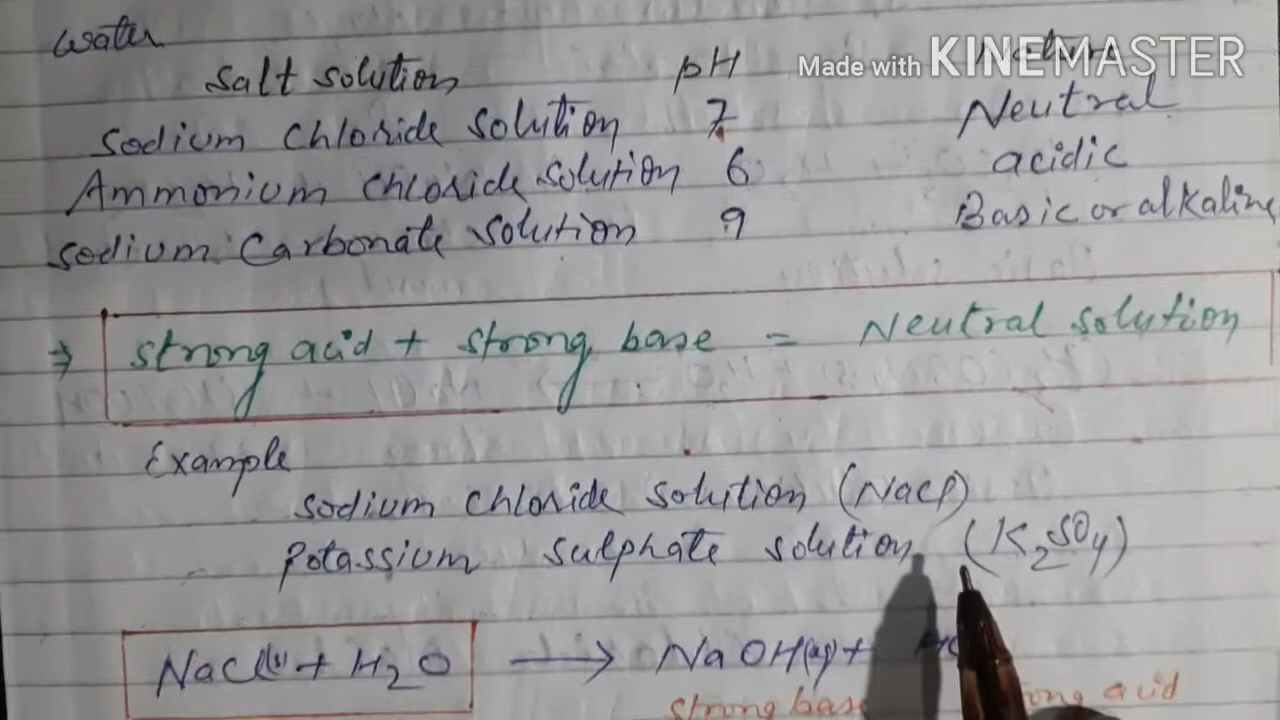 water
Salt solution pH Made with KINEMASTER
Sodium Chloride solution 7 Neutral
Ammonium Chloride solution 6 acidic
Sodium Carbonate solution 9 Basic or alkaline
→ Strong acid + Strong base = Neutral solution
Example
Sodium Chloride solution (NaCl)
Potassium sulphate solution (K2SO4)
NaCl(s) + H2O → NaOH(aq) +
Strong base acid